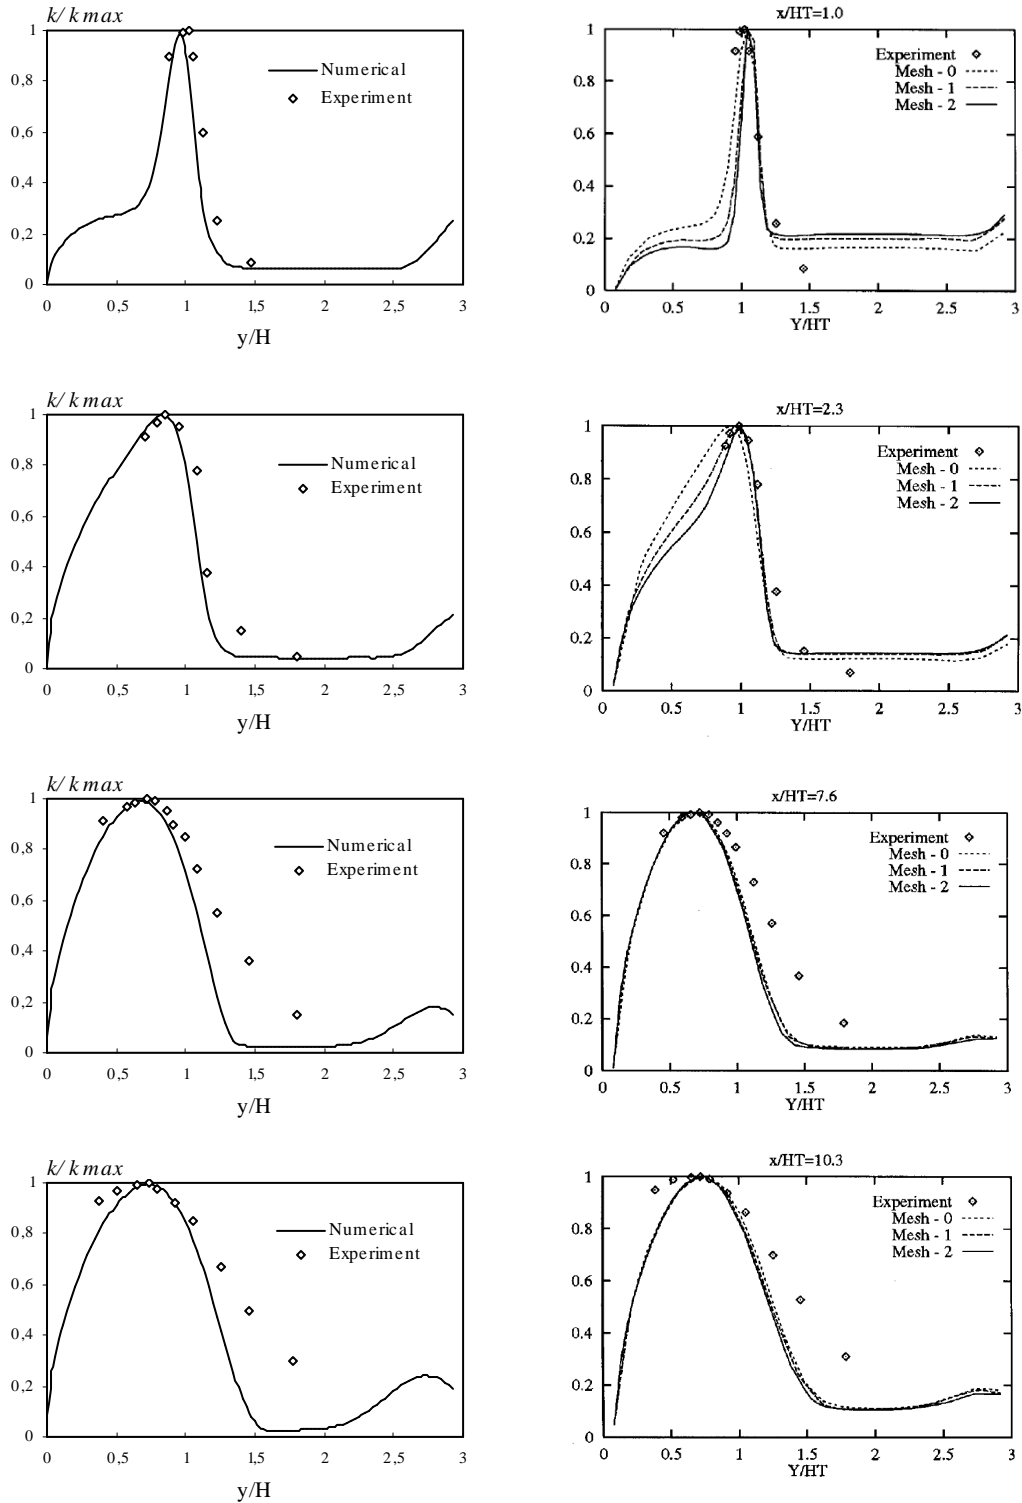 k/kmax
1
0,8
0,6
0,4
0,2
0
0 0,5 1 1,5 2 2,5 3
y/H
Numerical
Experiment
x/HT=1.0
1
0.8
0.6
0.4
0.2
0
0 0.5 1 1.5 2 2.5 3
Y/HT
Experiment
Mesh - 0
Mesh - 1
Mesh - 2
k/kmax
1
0,8
0,6
0,4
0,2
0
0 0,5 1 1,5 2 2,5 3
y/H
Numerical
Experiment
x/HT=2.3
1
0.8
0.6
0.4
0.2
0
0 0.5 1 1.5 2 2.5 3
Y/HT
Experiment
Mesh - 0
Mesh - 1
Mesh - 2
k/kmax
1
0,8
0,6
0,4
0,2
0
0 0,5 1 1,5 2 2,5 3
y/H
Numerical
Experiment
x/HT=7.6
1
0.8
0.6
0.4
0.2
0
0 0.5 1 1.5 2 2.5 3
Y/HT
Experiment
Mesh - 0
Mesh - 1
Mesh - 2
k/kmax
1
0,8
0,6
0,4
0,2
0
0 0,5 1 1,5 2 2,5 3
y/H
Numerical
Experiment
x/HT=10.3
1
0.8
0.6
0.4
0.2
0
0 0.5 1 1.5 2 2.5 3
Y/HT
Experiment
Mesh - 0
Mesh - 1
Mesh - 2